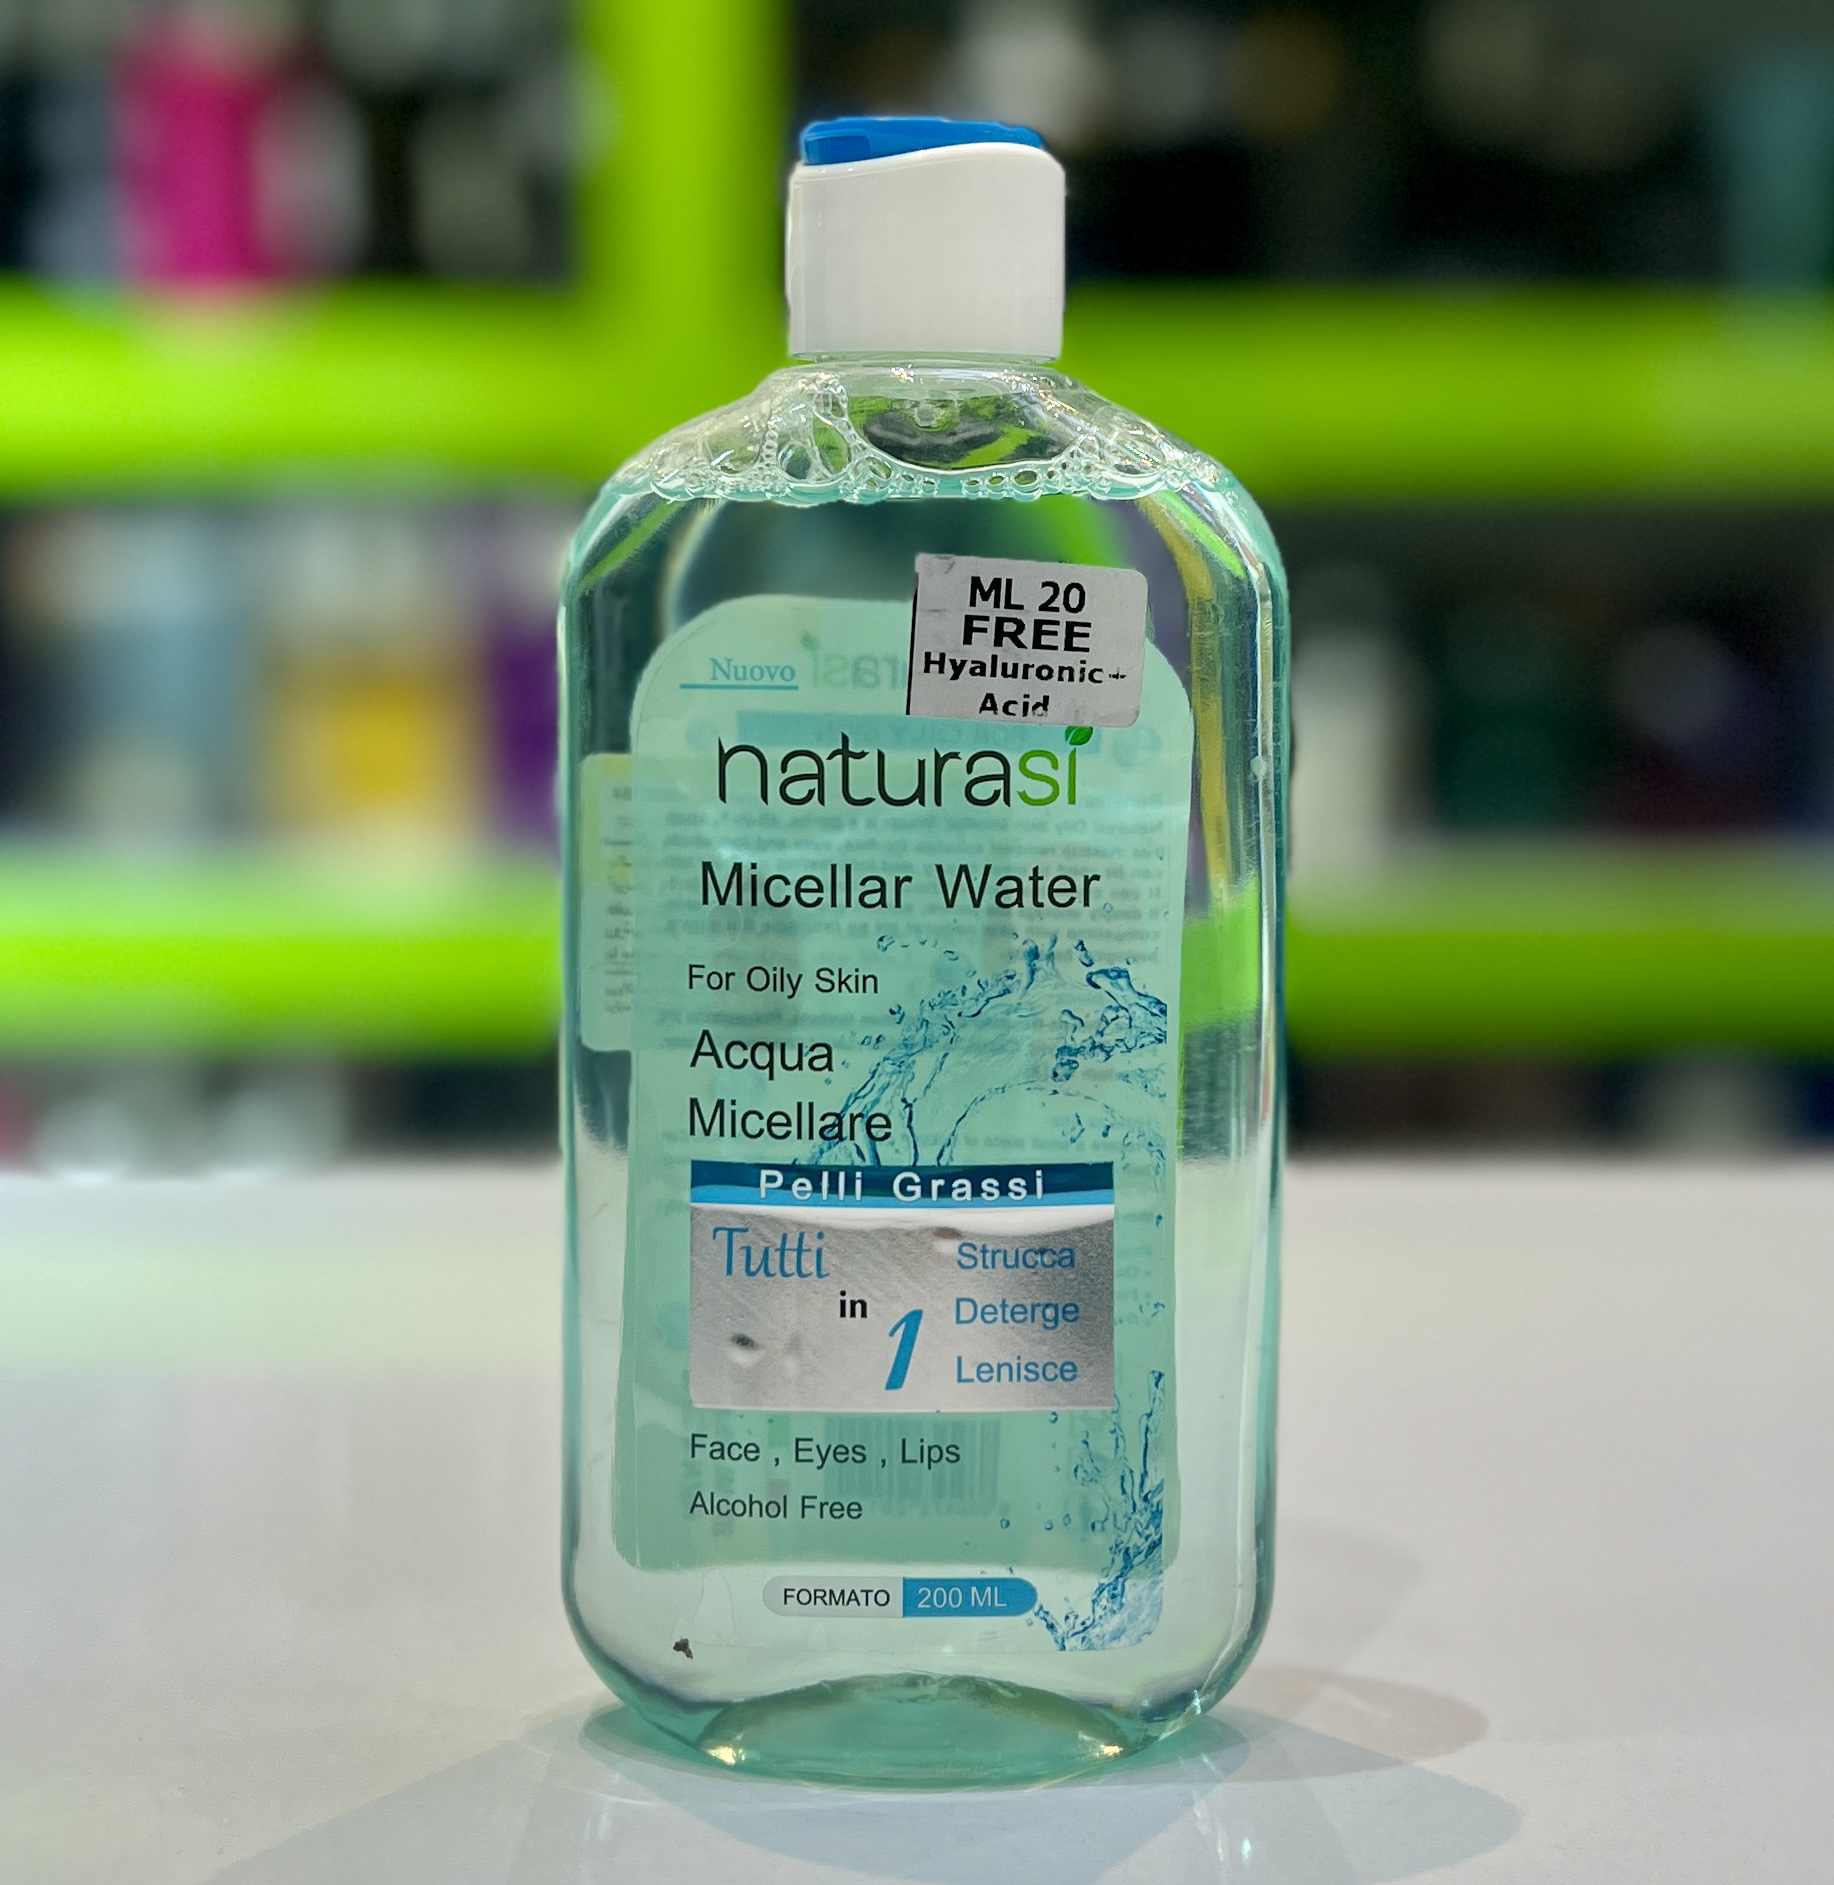 ML 20
FREE
Hyaluronic+
Acid
Nuovo
naturasi
Micellar Water
For Oily Skin
Acqua
Micellare
Pelli Grassi
Tutti
in
1
Strucca
Deterge
Lenisce
Face , Eyes , Lips
Alcohol Free
FORMATO 200 ML